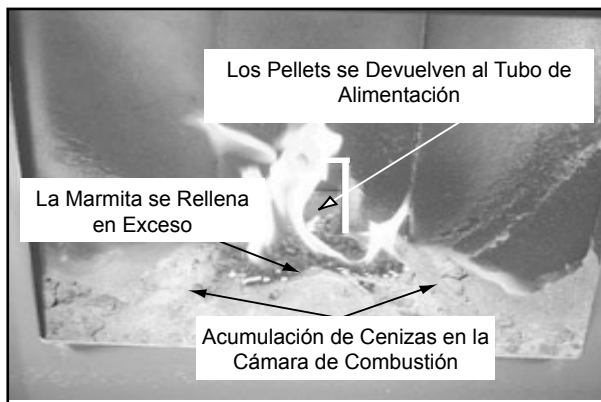 Los Pellets se Devuelven al Tubo de
Alimentación
La Marmita se Rellena
en Exceso
Acumulación de Cenizas en la
Cámara de Combustión